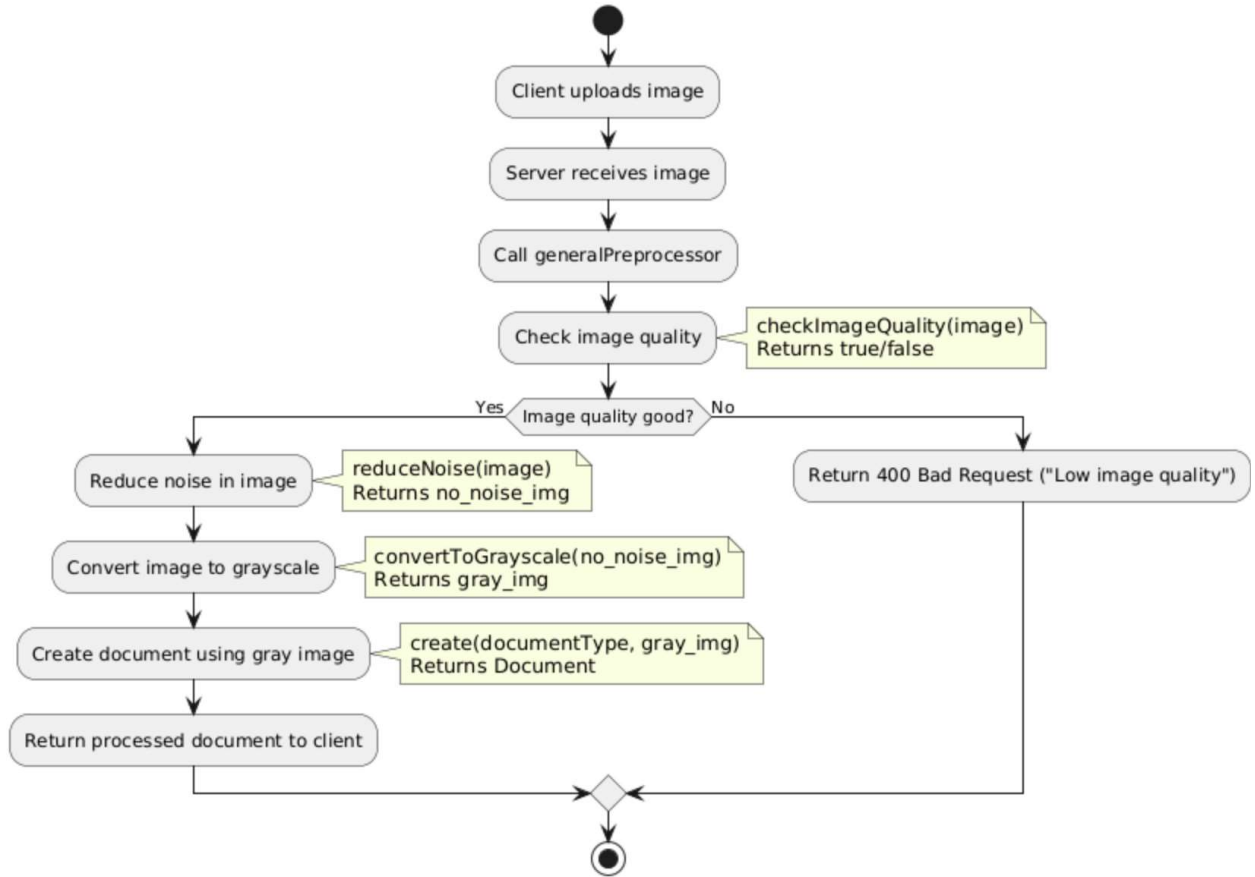 Client uploads image
Server receives image
Call generalPreprocessor
Check image quality
checkImageQuality(image)
Returns true/false
Yes
Image quality good?
No
Reduce noise in image
reduceNoise(image)
Returns no_noise_img
Return 400 Bad Request ("Low image quality")
Convert image to grayscale
convertToGrayscale(no_noise_img)
Returns gray_img
Create document using gray image
create(documentType, gray_img)
Returns Document
Return processed document to client